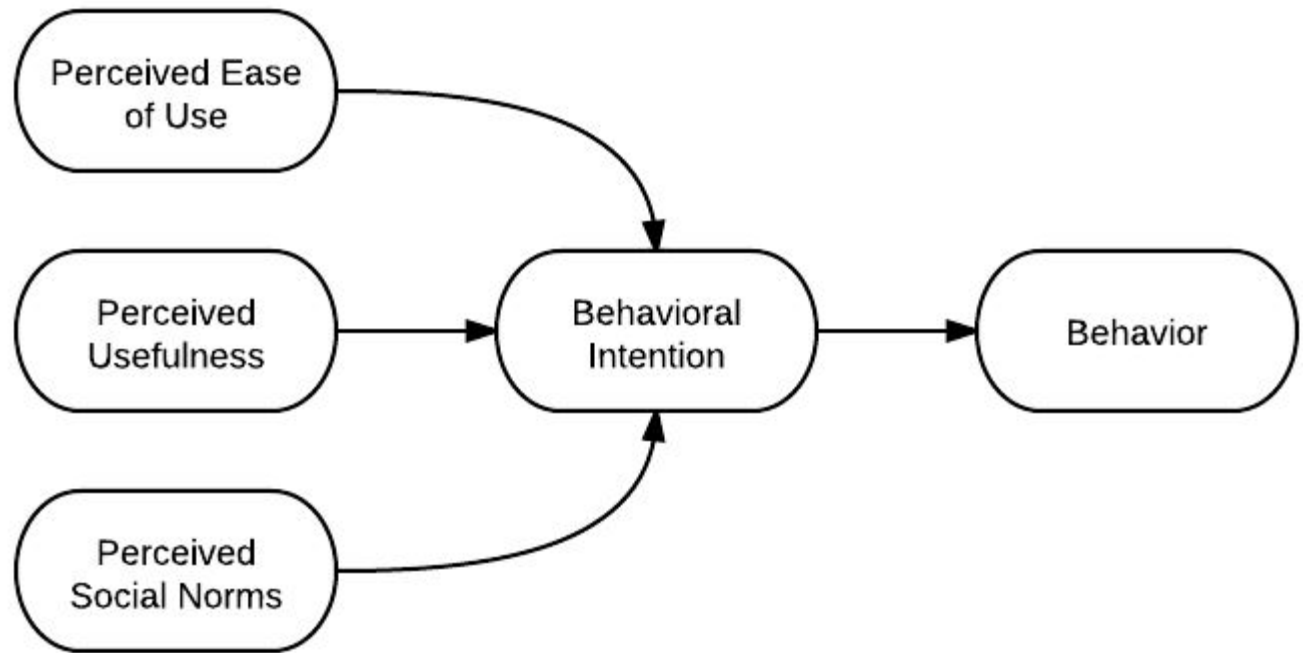 Perceived Ease
of Use
Perceived
Usefulness
Behavioral
Intention
Behavior
Perceived
Social Norms